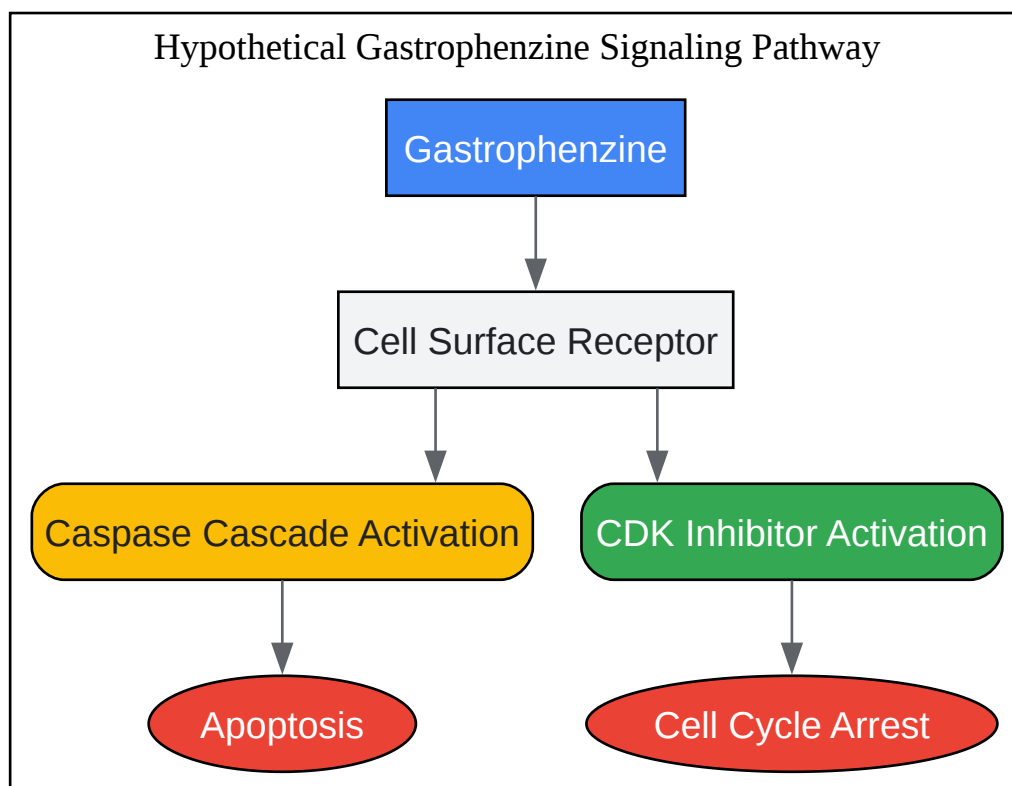 Hypothetical Gastrophenzine Signaling Pathway
Gastrophenzine
Cell Surface Receptor
Caspase Cascade Activation
CDK Inhibitor Activation
Apoptosis
Cell Cycle Arrest